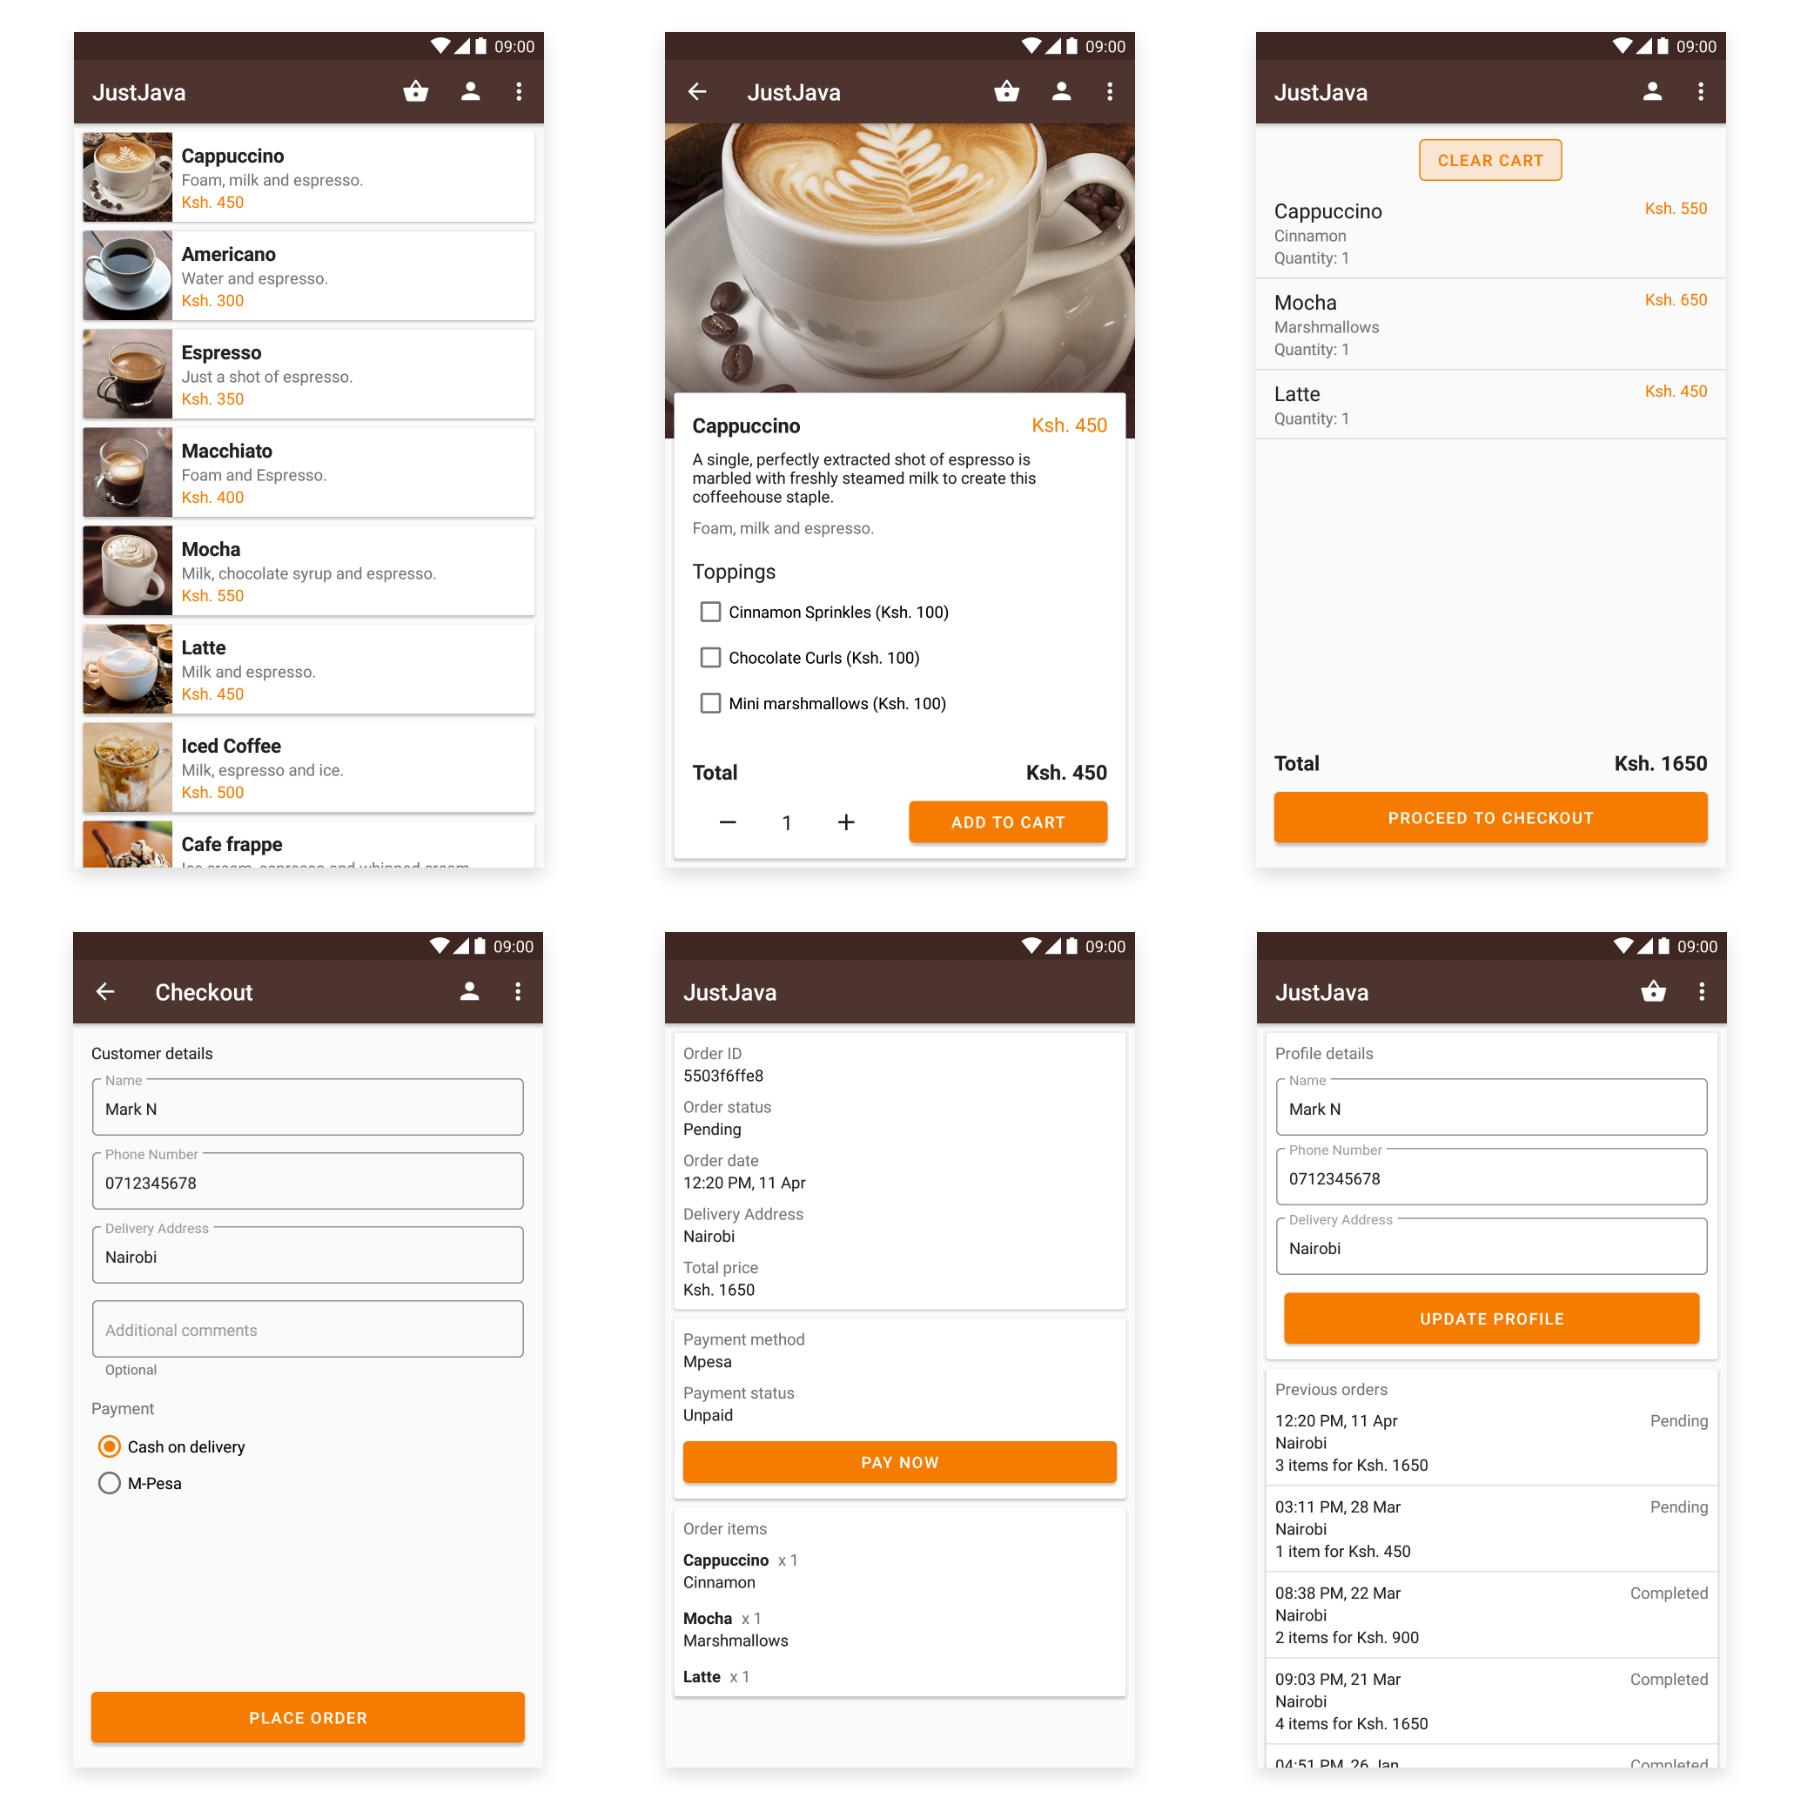 09:00
JustJava
Cappuccino
Foam, milk and espresso.
Ksh. 450
Americano
Water and espresso.
Ksh. 300
Espresso
Just a shot of espresso.
Ksh. 350
Macchiato
Foam and Espresso.
Ksh. 400
Mocha
Milk, chocolate syrup and espresso.
Ksh. 550
Latte
Milk and espresso.
Ksh. 450
Iced Coffee
Milk, espresso and ice.
Ksh. 500
Cafe frappe
Ice cream, espresso and whipped cream
09:00
JustJava
Cappuccino Ksh. 450
A single, perfectly extracted shot of espresso is
marbled with freshly steamed milk to create this
coffeehouse staple.
Foam, milk and espresso.
Toppings
Cinnamon Sprinkles (Ksh. 100)
Chocolate Curls (Ksh. 100)
Mini marshmallows (Ksh. 100)
Total Ksh. 450
− 1 + ADD TO CART
09:00
JustJava
CLEAR CART
Cappuccino Ksh. 550
Cinnamon
Quantity: 1
Mocha Ksh. 650
Marshmallows
Quantity: 1
Latte Ksh. 450
Quantity: 1
Total Ksh. 1650
PROCEED TO CHECKOUT
09:00
Checkout
Customer details
Name
Mark N
Phone Number
0712345678
Delivery Address
Nairobi
Additional comments
Optional
Payment
Cash on delivery
M-Pesa
PLACE ORDER
09:00
JustJava
Order ID
5503f6ffe8
Order status
Pending
Order date
12:20 PM, 11 Apr
Delivery Address
Nairobi
Total price
Ksh. 1650
Payment method
Mpesa
Payment status
Unpaid
PAY NOW
Order items
Cappuccino x 1
Cinnamon
Mocha x 1
Marshmallows
Latte x 1
09:00
JustJava
Profile details
Name
Mark N
Phone Number
0712345678
Delivery Address
Nairobi
UPDATE PROFILE
Previous orders
12:20 PM, 11 Apr Pending
Nairobi
3 items for Ksh. 1650
03:11 PM, 28 Mar Pending
Nairobi
1 item for Ksh. 450
08:38 PM, 22 Mar Completed
Nairobi
2 items for Ksh. 900
09:03 PM, 21 Mar Completed
Nairobi
4 items for Ksh. 1650
04:51 PM, 26 Jan Completed